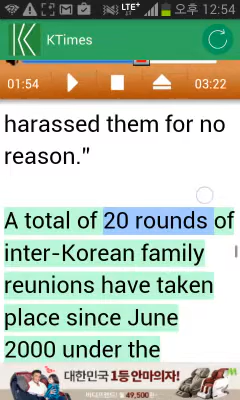 LTE 오후 12:54
KTimes
01:54 03:22
harassed them for no
reason."
A total of 20 rounds of
inter-Korean family
reunions have taken
place since June
2000 under the
대한민국 1등 안마의자!
49,500